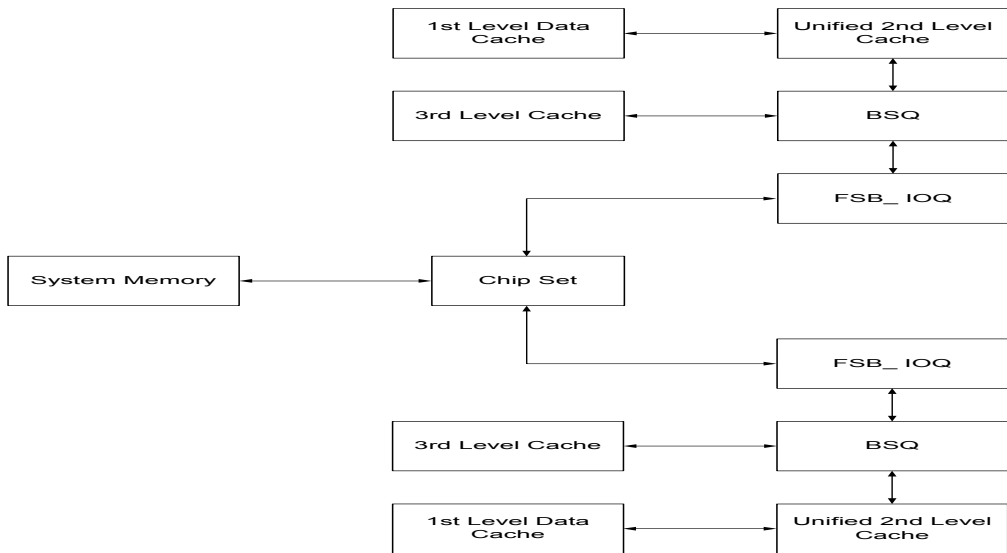 1st Level Data
Cache
Unified 2nd Level
Cache
3rd Level Cache
BSQ
FSB_ IOQ
System Memory
Chip Set
FSB_ IOQ
3rd Level Cache
BSQ
1st Level Data
Cache
Unified 2nd Level
Cache